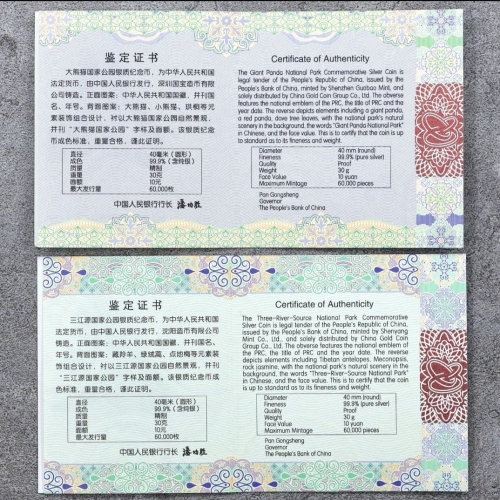 鉴定证书
大熊猫国家公园银质纪念币，为中华人民共和国
法定货币，由中国人民银行发行，深圳国宝造币有限
公司铸造。正面图案：中华人民共和国国徽，并刊国
名、年号。背面图案：大熊猫、小熊猫、珙桐等元素
装饰组合设计，衬以大熊猫国家公园自然景观，
并刊“大熊猫国家公园”字样及面额。该银质纪念币
成色标准，重量合格，谨此证明。
直径 40毫米（圆形）
成色 99.9%（含纯银）
质量 精制
重量 30克
面额 10元
最大发行量 60,000枚
中国人民银行行长 潘功胜
Certificate of Authenticity
The Giant Panda National Park Commemorative Silver Coin is
legal tender of the People's Republic of China, issued by the
People's Bank of China, minted by Shenzhen Guobao Mint, and
solely distributed by China Gold Coin Group Co., Ltd. The obverse
features the national emblem of the PRC, the title of PRC and the
year date. The reverse depicts elements including a giant panda,
a red panda, dove tree leaves, with the national park's natural
scenery in the background, the words "Giant Panda National Park"
in Chinese, and the face value. This is to certify that the coin is up
to standard as to its fineness and weight.
Diameter 40 mm (round)
Fineness 99.9% (pure silver)
Quality Proof
Weight 30 g
Face Value 10 yuan
Maximum Mintage 60,000 pieces
Pan Gongsheng
Governor
The People's Bank of China
鉴定证书
三江源国家公园银质纪念币，为中华人民共和国
法定货币，由中国人民银行发行，沈阳造币有限公司
铸造。正面图案：中华人民共和国国徽，并刊国名、
年号。背面图案：藏羚羊、绿绒蒿、点地梅等元素装
饰组合设计，衬以三江源国家公园自然景观，并刊
“三江源国家公园”字样及面额。该银质纪念币成
色标准，重量合格，谨此证明。
直径 40毫米（圆形）
成色 99.9%（含纯银）
质量 精制
重量 30克
面额 10元
最大发行量 60,000枚
中国人民银行行长 潘功胜
Certificate of Authenticity
The Three-River-Source National Park Commemorative
Silver Coin is legal tender of the People's Republic of China,
issued by the People's Bank of China, minted by Shenyang
Mint Co., Ltd., and solely distributed by China Gold Coin
Group Co., Ltd. The obverse features the national emblem of
the PRC, the title of PRC and the year date. The reverse
depicts elements including Tibetan antelopes, Meconopsis,
rock jasmine, with the national park's natural scenery in the
background, the words "Three-River-Source National Park"
in Chinese, and the face value. This is to certify that the coin
is up to standard as to its fineness and weight.
Diameter 40 mm (round)
Fineness 99.9% (pure silver)
Quality Proof
Weight 30 g
Face Value 10 yuan
Maximum Mintage 60,000 pieces
Pan Gongsheng
Governor
The People's Bank of China